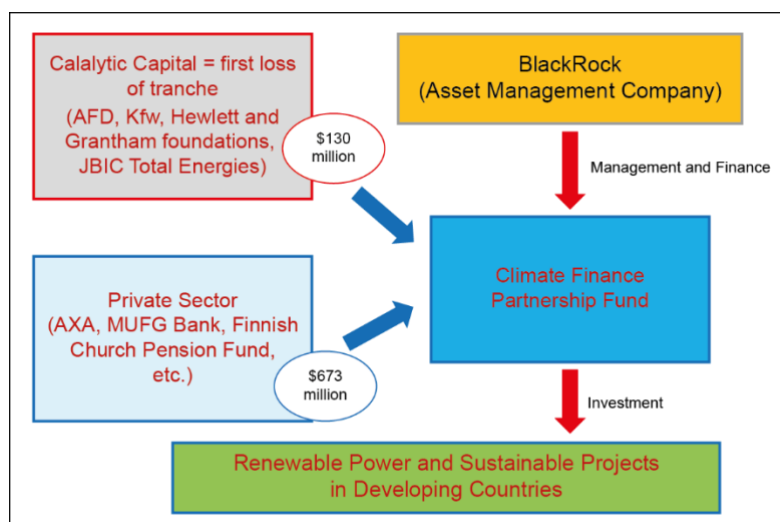 Calalytic Capital = first loss
of tranche
(AFD, Kfw, Hewlett and
Grantham foundations,
JBIC Total Energies)
$130
million
BlackRock
(Asset Management Company)
Management and Finance
Climate Finance
Partnership Fund
Private Sector
(AXA, MUFG Bank, Finnish
Church Pension Fund,
etc.)
$673
million
Investment
Renewable Power and Sustainable Projects
in Developing Countries